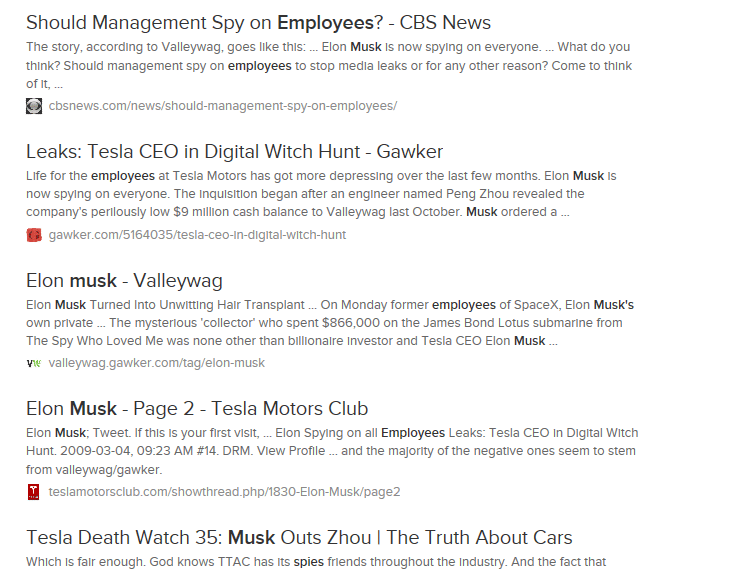 Should Management Spy on Employees? - CBS News
The story, according to Valleywag, goes like this: ... Elon Musk is now spying on everyone. ... What do you
think? Should management spy on employees to stop media leaks or for any other reason? Come to think
of it, ...
cbsnews.com/news/should-management-spy-on-employees/
Leaks: Tesla CEO in Digital Witch Hunt - Gawker
Life for the employees at Tesla Motors has got more depressing over the last few months. Elon Musk is
now spying on everyone. The inquisition began after an engineer named Peng Zhou revealed the
company's perilously low $9 million cash balance to Valleywag last October. Musk ordered a ...
gawker.com/5164035/tesla-ceo-in-digital-witch-hunt
Elon musk - Valleywag
Elon Musk Turned Into Unwitting Hair Transplant ... On Monday former employees of SpaceX, Elon Musk's
own private ... The mysterious 'collector' who spent $866,000 on the James Bond Lotus submarine from
The Spy Who Loved Me was none other than billionaire investor and Tesla CEO Elon Musk ...
valleywag.gawker.com/tag/elon-musk
Elon Musk - Page 2 - Tesla Motors Club
Elon Musk; Tweet. If this is your first visit, ... Elon Spying on all Employees Leaks: Tesla CEO in Digital Witch
Hunt. 2009-03-04, 09:23 AM #14. DRM. View Profile ... and the majority of the negative ones seem to stem
from valleywag/gawker.
teslamotorsclub.com/showthread.php/1830-Elon-Musk/page2
Tesla Death Watch 35: Musk Outs Zhou | The Truth About Cars
Which is fair enough. God knows TTAC has its spies friends throughout the industry. And the fact that